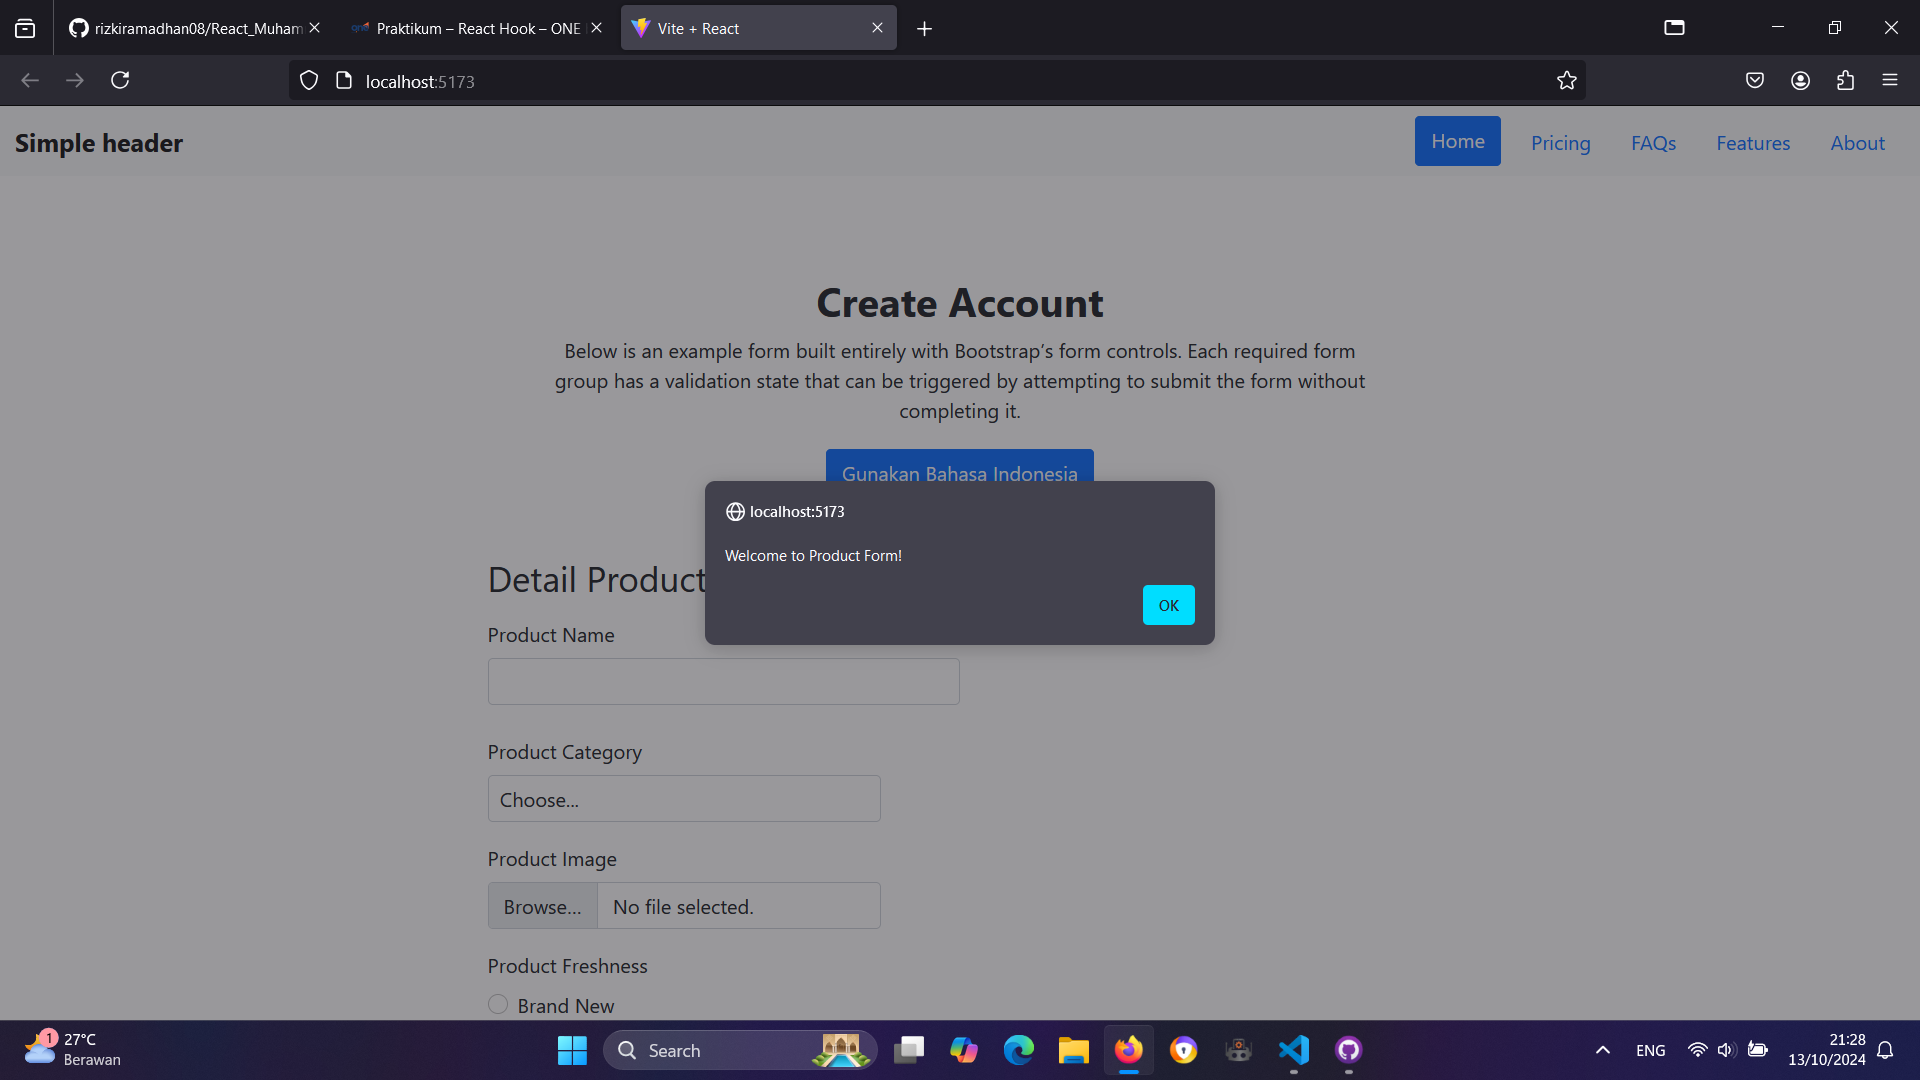 rizkiramadhan08/React_Muham
Praktikum – React Hook – ONE
Vite + React
localhost:5173
Simple header
Home
Pricing
FAQs
Features
About
Create Account
Below is an example form built entirely with Bootstrap's form controls. Each required form
group has a validation state that can be triggered by attempting to submit the form without
completing it.
Gunakan Bahasa Indonesia
localhost:5173
Welcome to Product Form!
OK
Detail Product
Product Name
Product Category
Choose...
Product Image
Browse... No file selected.
Product Freshness
Brand New
1
27°C
Berawan
Search
ENG
21:28
13/10/2024